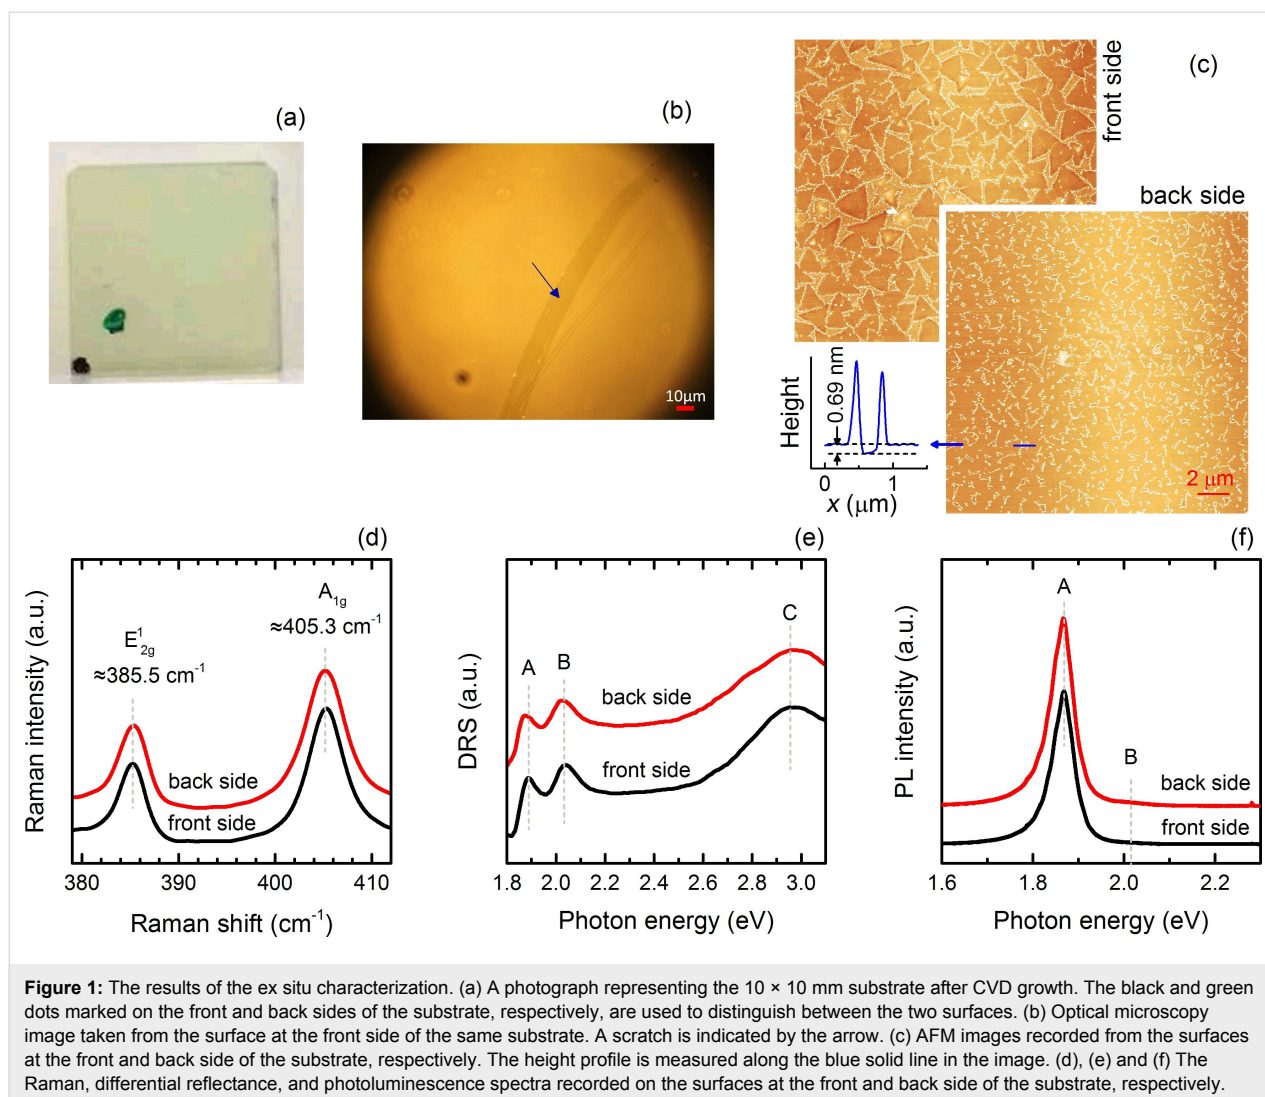 (a)
(b)
10μm
(c)
front side
back side
2 μm
Height
0.69 nm
0 1
x (μm)
(d)
Raman intensity (a.u.)
E¹₂g
≈385.5 cm⁻¹
A₁g
≈405.3 cm⁻¹
back side
front side
380 390 400 410
Raman shift (cm⁻¹)
(e)
DRS (a.u.)
A B C
back side
front side
1.8 2.0 2.2 2.4 2.6 2.8 3.0
Photon energy (eV)
(f)
PL intensity (a.u.)
A
B
back side
front side
1.6 1.8 2.0 2.2
Photon energy (eV)
Figure 1: The results of the ex situ characterization. (a) A photograph representing the 10 × 10 mm substrate after CVD growth. The black and green
dots marked on the front and back sides of the substrate, respectively, are used to distinguish between the two surfaces. (b) Optical microscopy
image taken from the surface at the front side of the same substrate. A scratch is indicated by the arrow. (c) AFM images recorded from the surfaces
at the front and back side of the substrate, respectively. The height profile is measured along the blue solid line in the image. (d), (e) and (f) The
Raman, differential reflectance, and photoluminescence spectra recorded on the surfaces at the front and back side of the substrate, respectively.